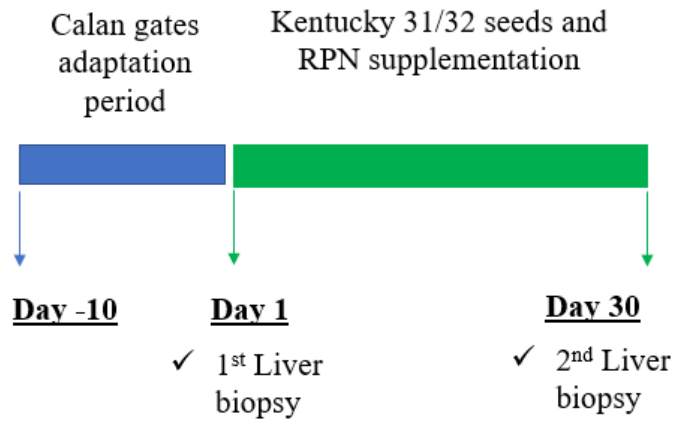 Calan gates
adaptation
period
Kentucky 31/32 seeds and
RPN supplementation
Day -10
Day 1
✓ 1st Liver
biopsy
Day 30
✓ 2nd Liver
biopsy